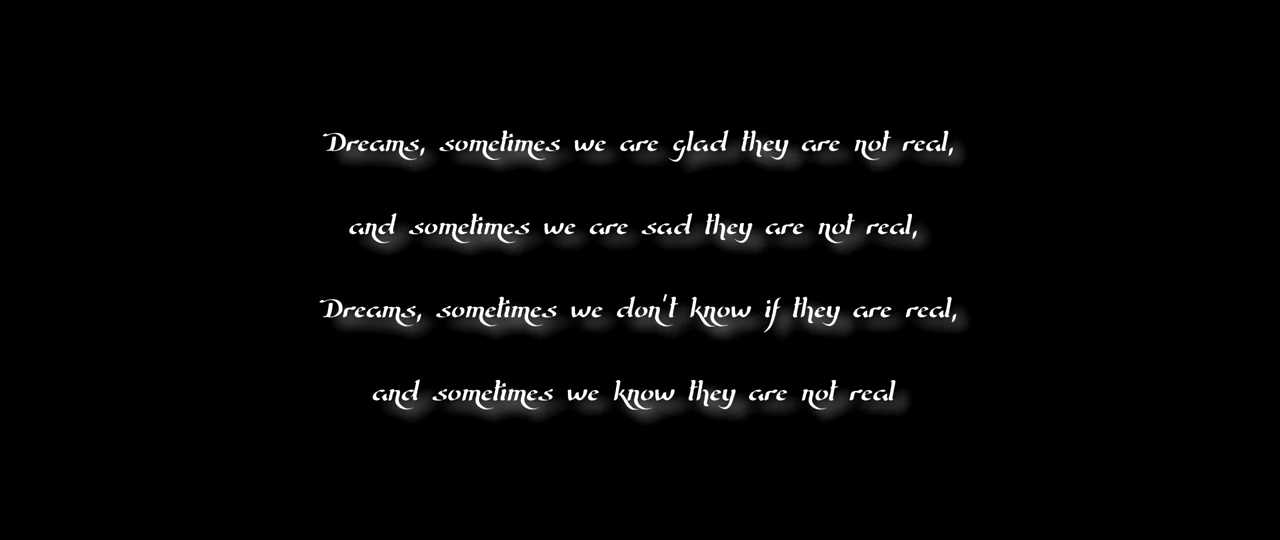 Dreams, sometimes we are glad they are not real,
and sometimes we are sad they are not real,
Dreams, sometimes we don't know if they are real,
and sometimes we know they are not real